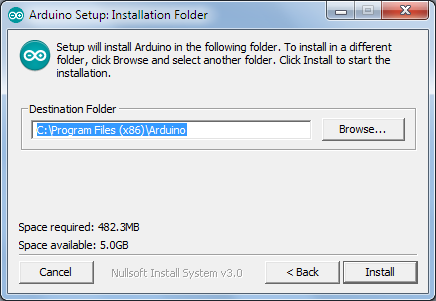 Arduino Setup: Installation Folder
Setup will install Arduino in the following folder. To install in a different
folder, click Browse and select another folder. Click Install to start the
installation.
Destination Folder
C:\Program Files (x86)\Arduino
Browse...
Space required: 482.3MB
Space available: 5.0GB
Cancel
Nullsoft Install System v3.0
< Back
Install